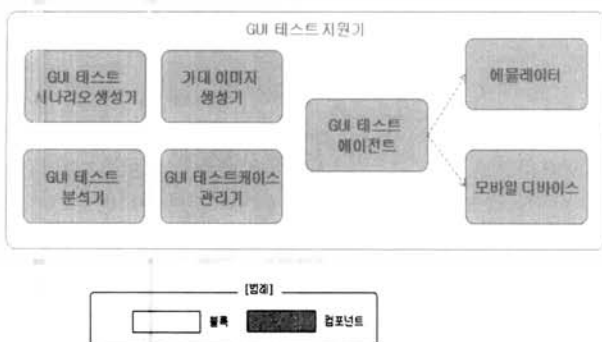 GUI 테스트 지원기
GUI 테스트
시나리오 생성기
기대 이미지
생성기
에뮬레이터
GUI 테스트
에이전트
GUI 테스트
분석기
GUI 테스트케이스
관리기
모바일 디바이스
[범례]
블록
컴포넌트